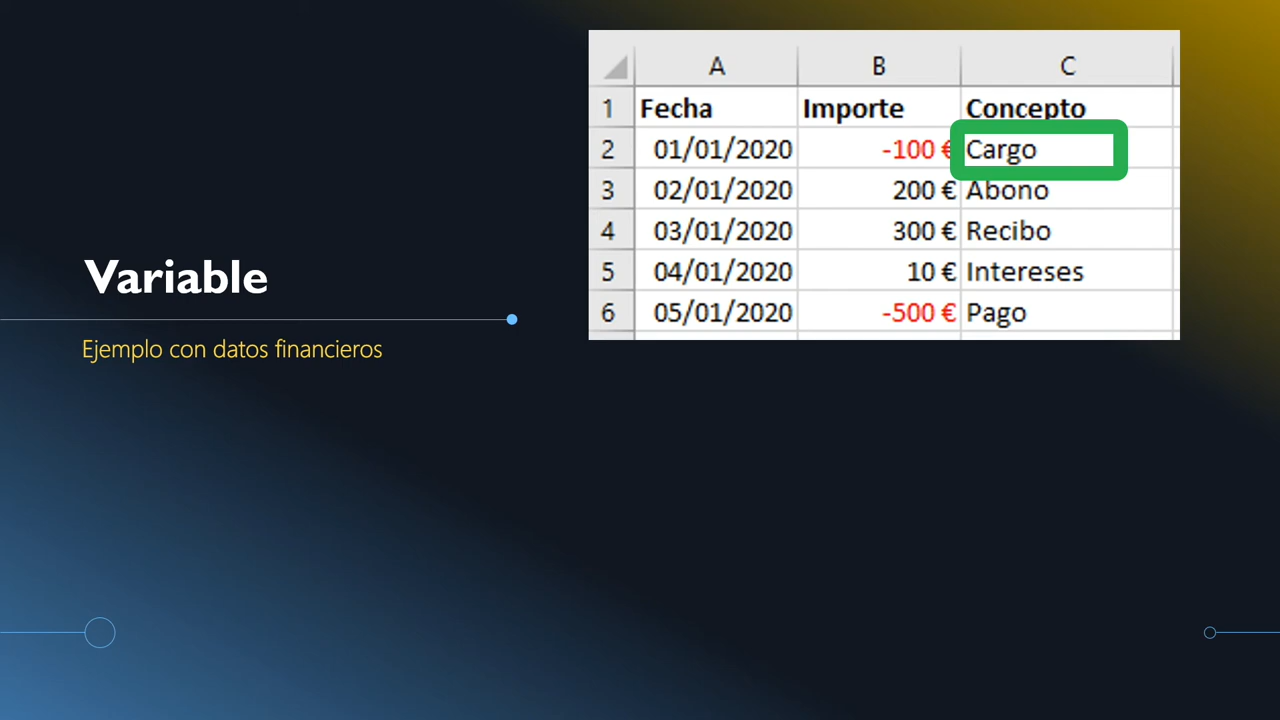 A B C
1 Fecha Importe Concepto
2 01/01/2020 -100 € Cargo
3 02/01/2020 200 € Abono
4 03/01/2020 300 € Recibo
5 04/01/2020 10 € Intereses
6 05/01/2020 -500 € Pago
Variable
Ejemplo con datos financieros